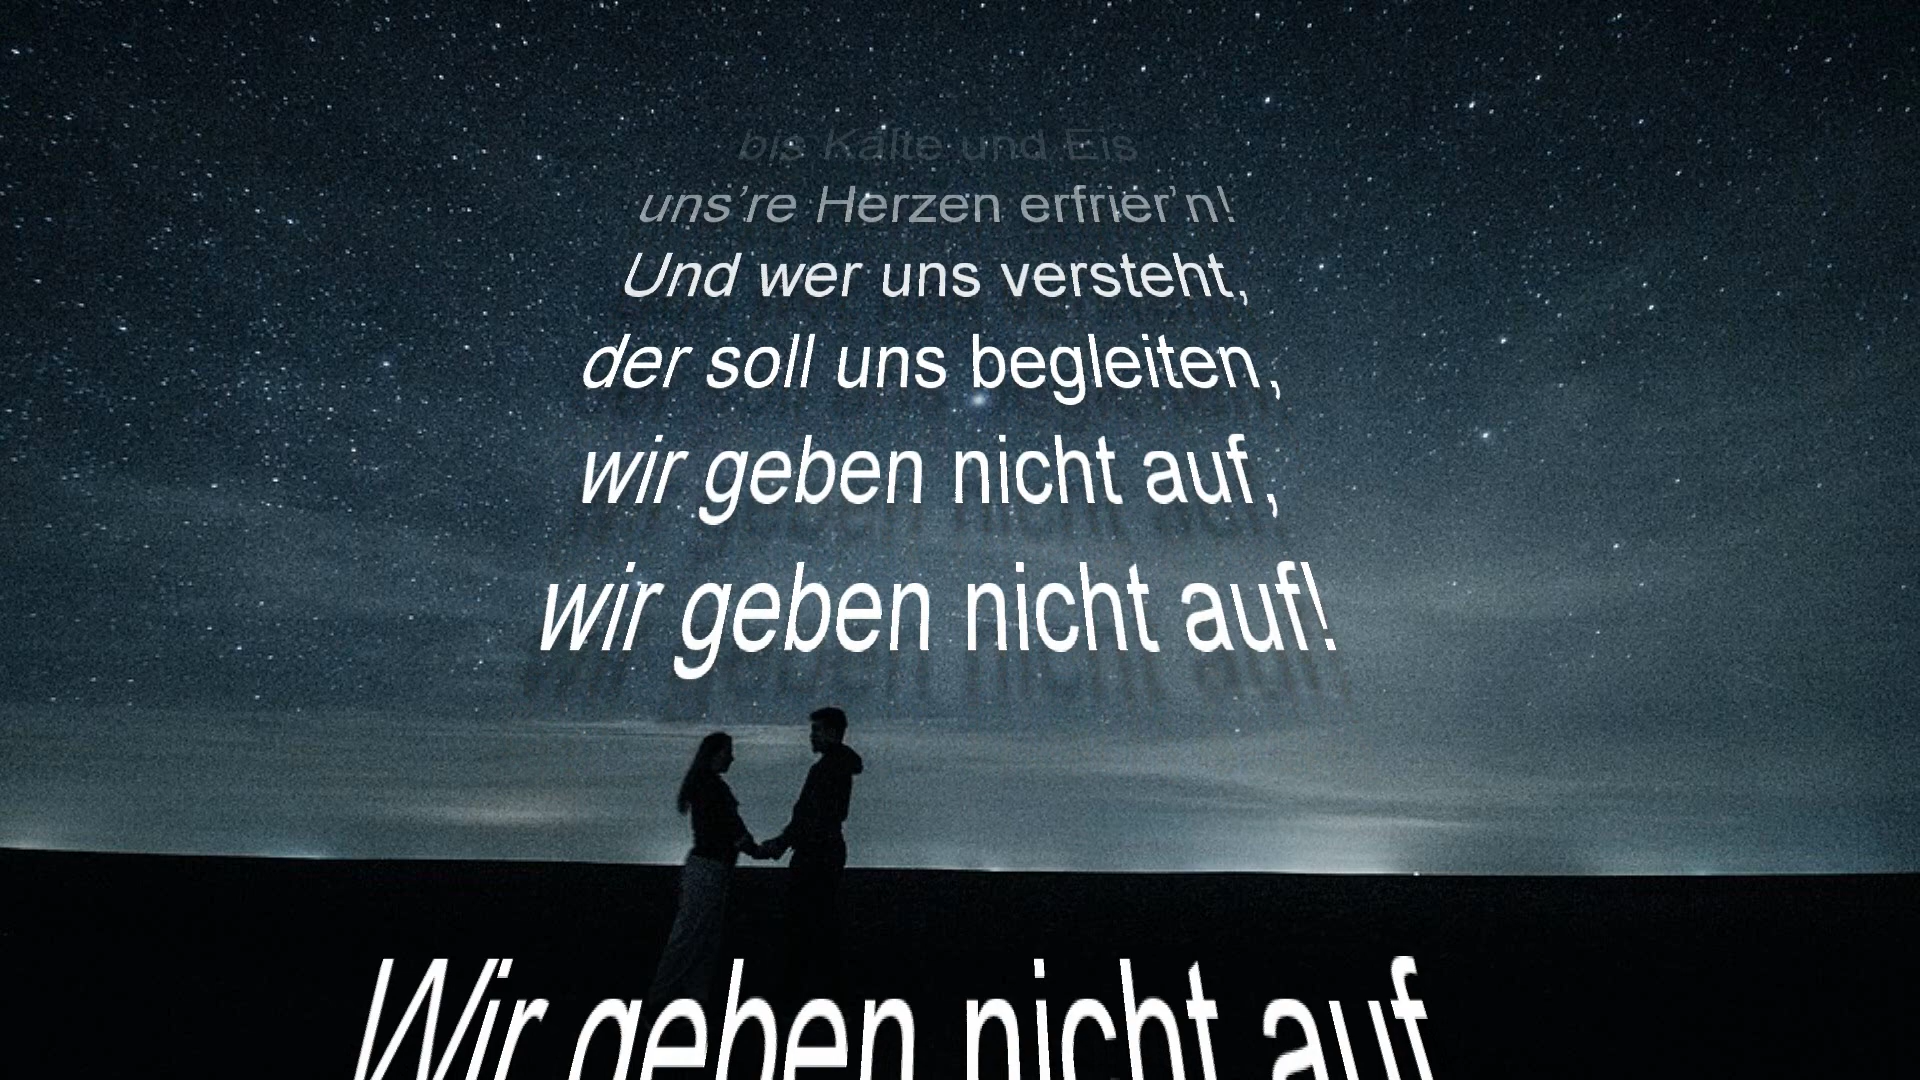 bis Kälte und Eis
uns’re Herzen erfrier’n!
Und wer uns versteht,
der soll uns begleiten,
wir geben nicht auf,
wir geben nicht auf!
Wir geben nicht auf